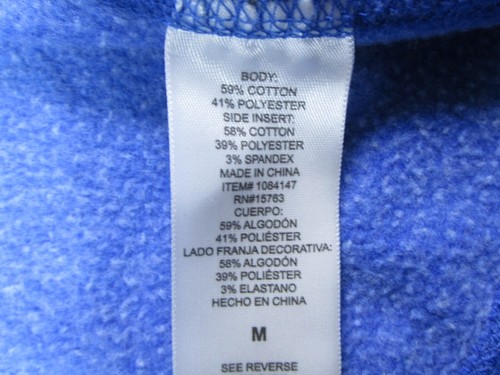 BODY:
59% COTTON
41% POLYESTER
SIDE INSERT:
58% COTTON
39% POLYESTER
3% SPANDEX
MADE IN CHINA
ITEM# 1084147
RN#15763
CUERPO:
59% ALGODÓN
41% POLIÉSTER
LADO FRANJA DECORATIVA:
58% ALGODÓN
39% POLIÉSTER
3% ELASTANO
HECHO EN CHINA
M
SEE REVERSE